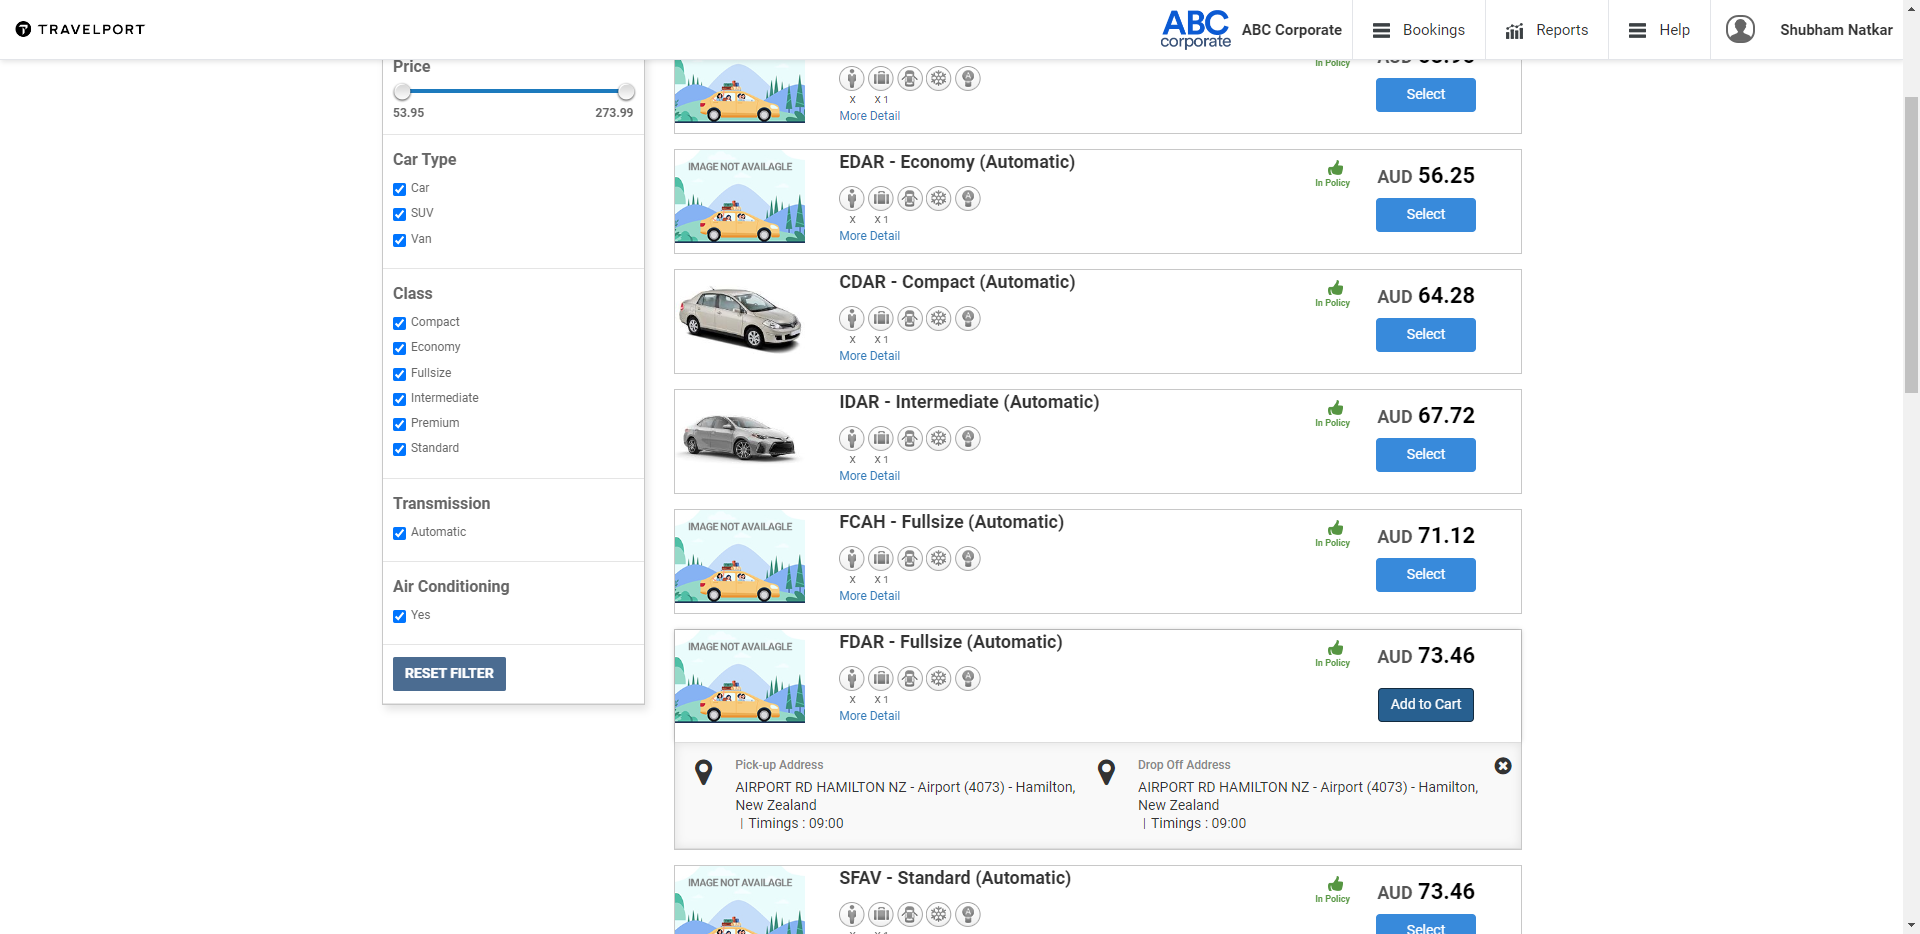 TRAVELPORT
ABC
corporate
ABC Corporate
Bookings
Reports
Help
Shubham Natkar
Price
53.95
273.99
Car Type
Car
SUV
Van
Class
Compact
Economy
Fullsize
Intermediate
Premium
Standard
Transmission
Automatic
Air Conditioning
Yes
RESET FILTER
X X 1
More Detail
In Policy
AUD
Select
IMAGE NOT AVAILAGLE
EDAR - Economy (Automatic)
X X 1
More Detail
In Policy
AUD 56.25
Select
CDAR - Compact (Automatic)
X X 1
More Detail
In Policy
AUD 64.28
Select
IDAR - Intermediate (Automatic)
X X 1
More Detail
In Policy
AUD 67.72
Select
IMAGE NOT AVAILAGLE
FCAH - Fullsize (Automatic)
X X 1
More Detail
In Policy
AUD 71.12
Select
IMAGE NOT AVAILAGLE
FDAR - Fullsize (Automatic)
X X 1
More Detail
In Policy
AUD 73.46
Add to Cart
Pick-up Address
AIRPORT RD HAMILTON NZ - Airport (4073) - Hamilton,
New Zealand
| Timings : 09:00
Drop Off Address
AIRPORT RD HAMILTON NZ - Airport (4073) - Hamilton,
New Zealand
| Timings : 09:00
IMAGE NOT AVAILAGLE
SFAV - Standard (Automatic)
In Policy
AUD 73.46
Select